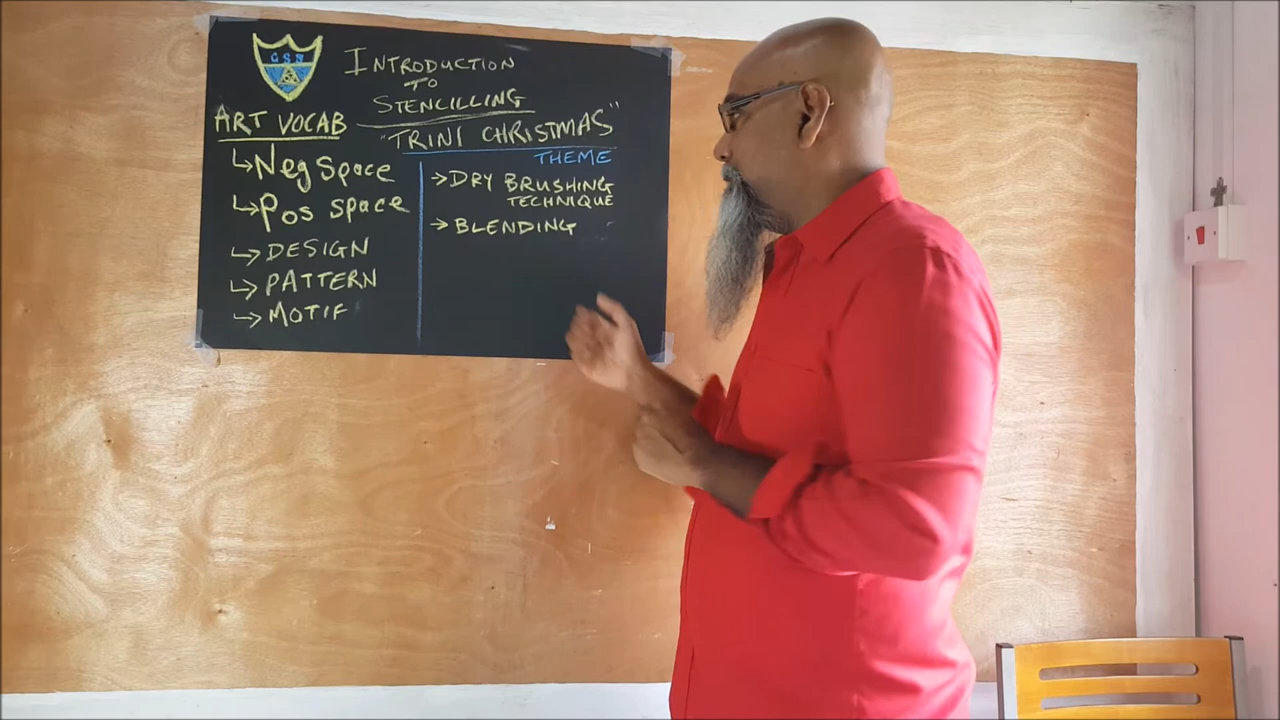 GSS
INTRODUCTION
TO
STENCILLING
"TRINI CHRISTMAS"
THEME
ART VOCAB
↳ Neg Space
↳ Pos space
↳ DESIGN
↳ PATTERN
↳ MOTIF
→ DRY BRUSHING
TECHNIQUE
→ BLENDING